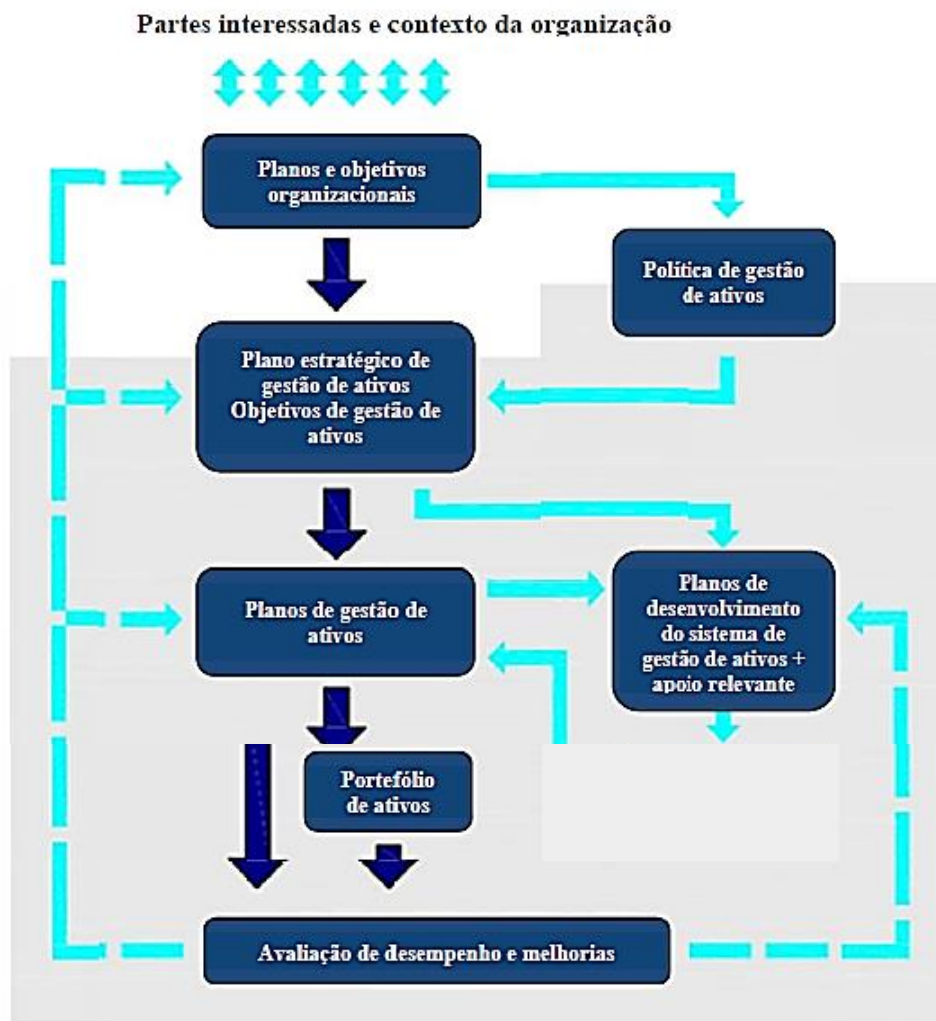 Partes interessadas e contexto da organização
Planos e objetivos
organizacionais
Política de gestão
de ativos
Plano estratégico de
gestão de ativos
Objetivos de gestão de
ativos
Planos de gestão de
ativos
Planos de
desenvolvimento
do sistema de
gestão de ativos +
apoio relevante
Portefólio
de ativos
Avaliação de desempenho e melhorias